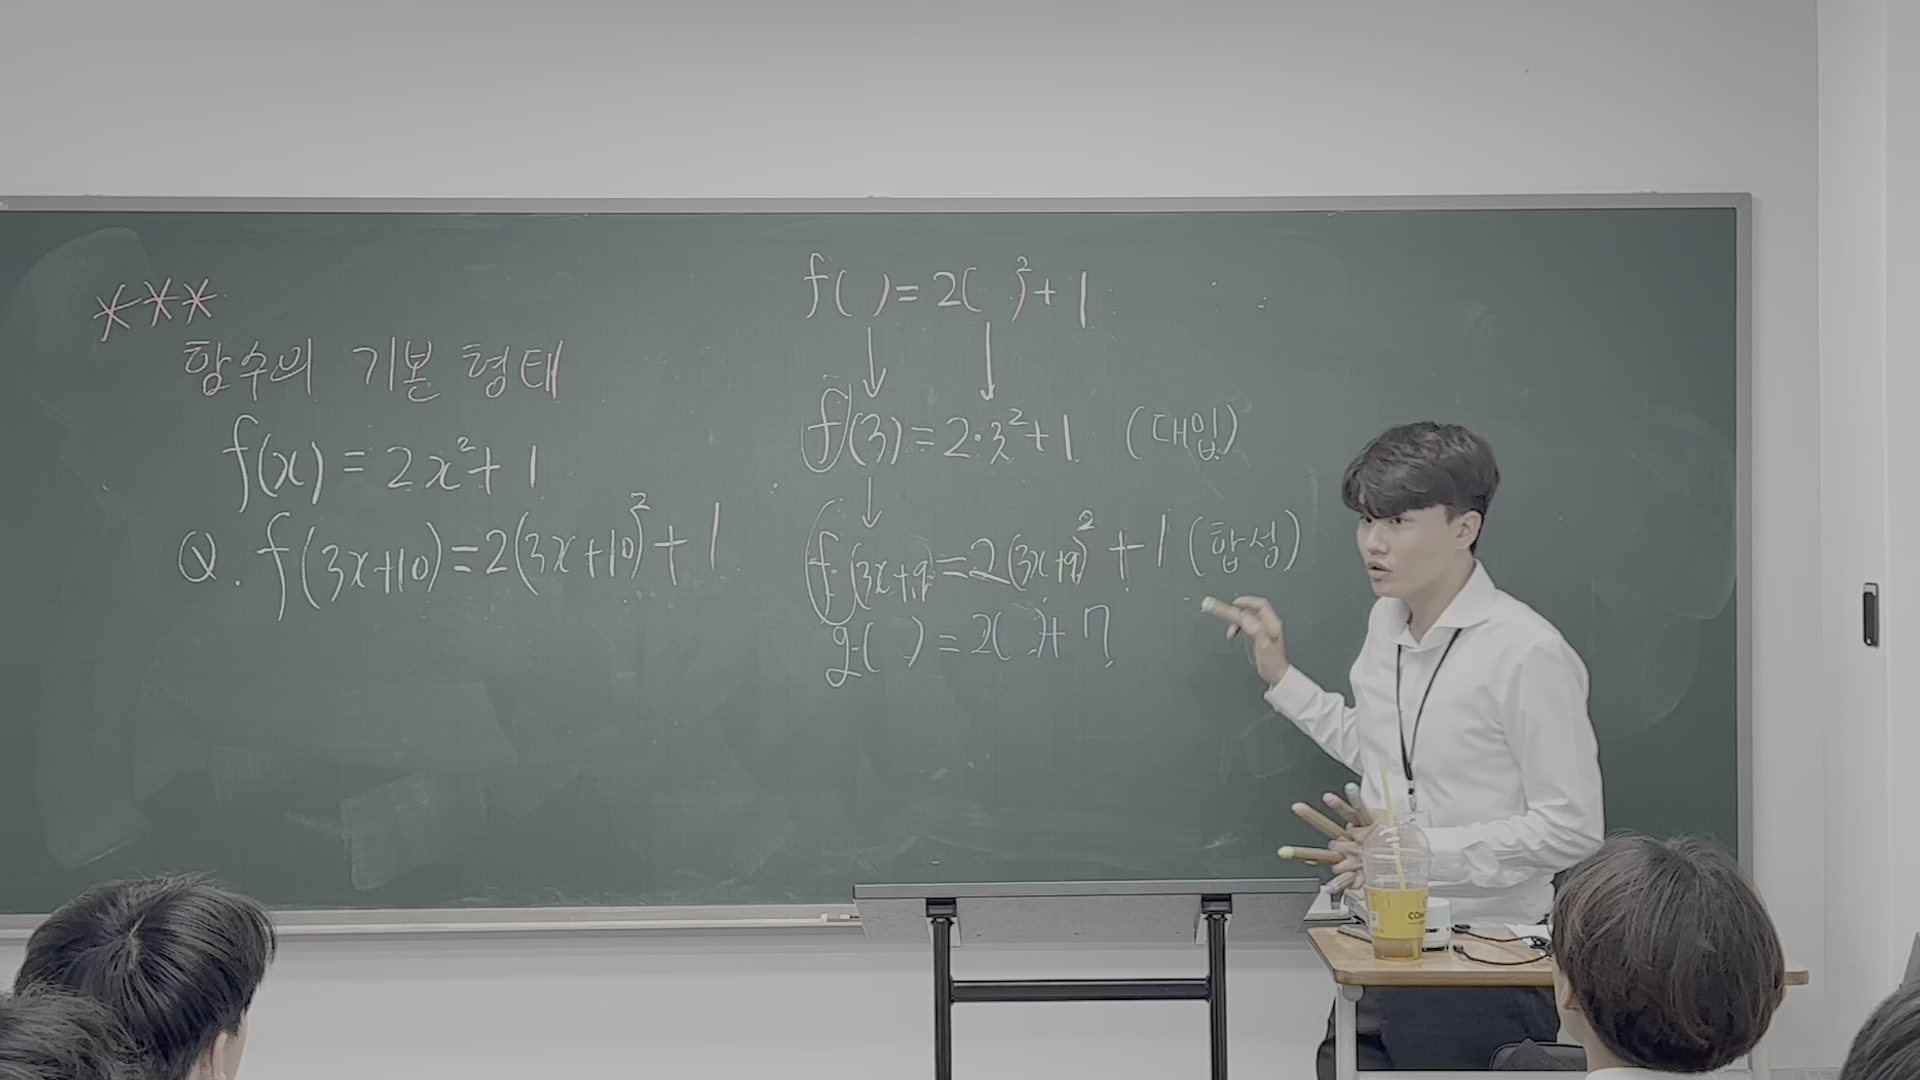 ***
함수의 기본 형태
f(x) = 2x²+1
Q. f(3x+10)=2(3x+10)²+1
f( )=2( )²+1
f(3)=2·3²+1 (대입)
f(3x+9)=2(3x+9)²+1 (합성)
g( )=2( )+7